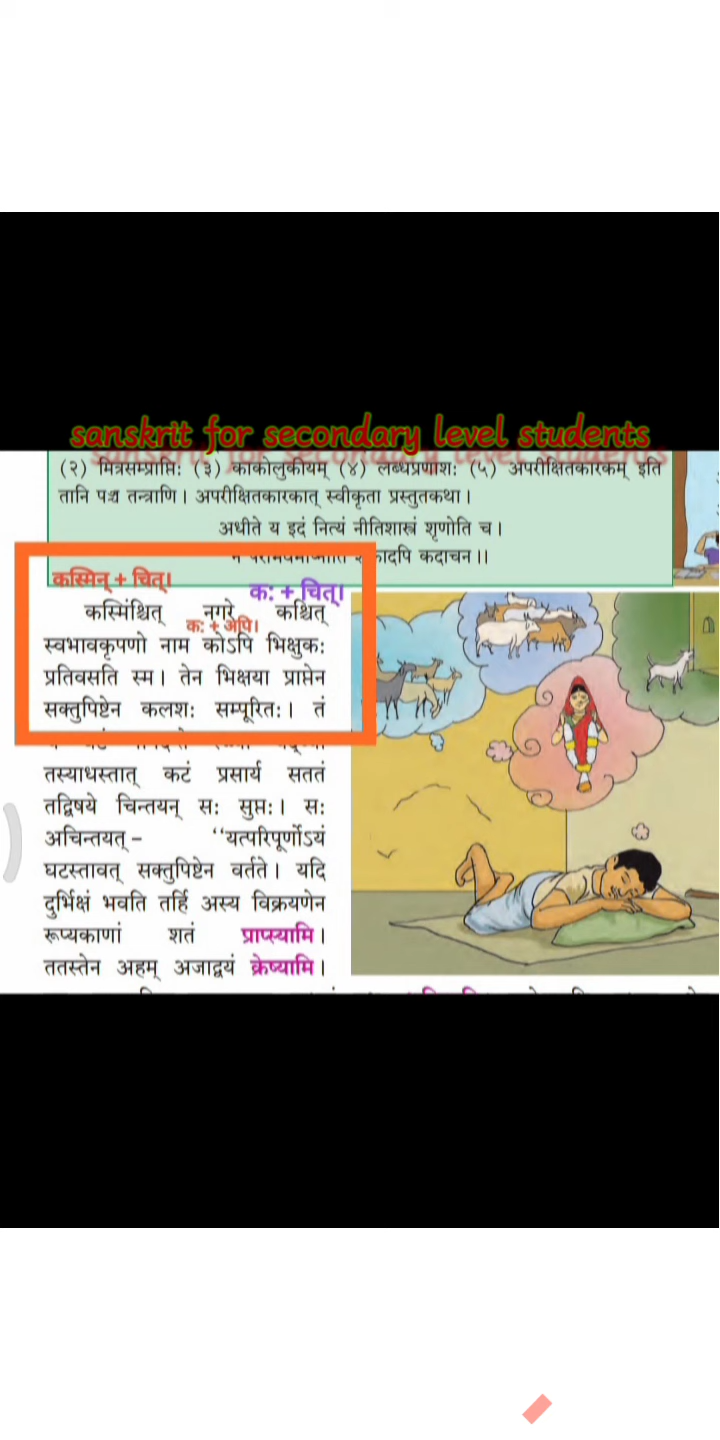 sanskrit for secondary level students
(२) मित्रसम्प्राप्तिः (३) काकोलुकीयम् (४) लब्धप्रणाशः (५) अपरीक्षितकारकम् इति
तानि पञ्च तन्त्राणि। अपरीक्षितकारकात् स्वीकृता प्रस्तुतकथा।
अधीते य इदं नित्यं नीतिशास्त्रं शृणोति च।
कदाचन।।
कस्मिन् + चित्।
कः + चित्।
कस्मिंश्चित् नगरे कश्चित्
कः + अपि।
स्वभावकृपणो नाम कोऽपि भिक्षुकः
प्रतिवसति स्म। तेन भिक्षया प्राप्तेन
सक्तुपिष्टेन कलशः सम्पूरितः। तं
तस्याधस्तात् कटं प्रसार्य सततं
तद्विषये चिन्तयन् सः सुप्तः। सः
अचिन्तयत् – “यत्परिपूर्णोऽयं
घटस्तावत् सक्तुपिष्टेन वर्तते। यदि
दुर्भिक्षं भवति तर्हि अस्य विक्रयणेन
रूप्यकाणां शतं प्राप्स्यामि।
ततस्तेन अहम् अजाद्वयं क्रेष्यामि।